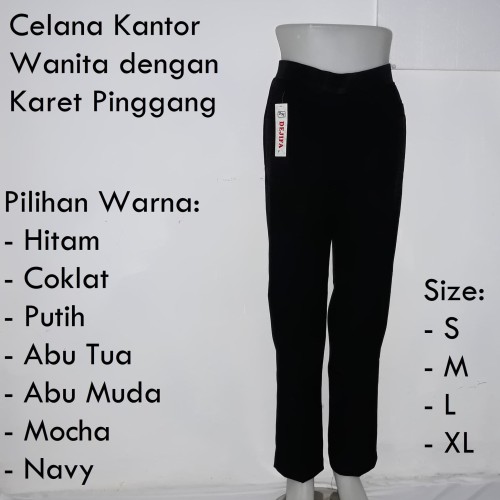 Celana Kantor
Wanita dengan
Karet Pinggang
Pilihan Warna:
- Hitam
- Coklat
- Putih
- Abu Tua
- Abu Muda
- Mocha
- Navy
DEJIFA
Size:
- S
- M
- L
- XL